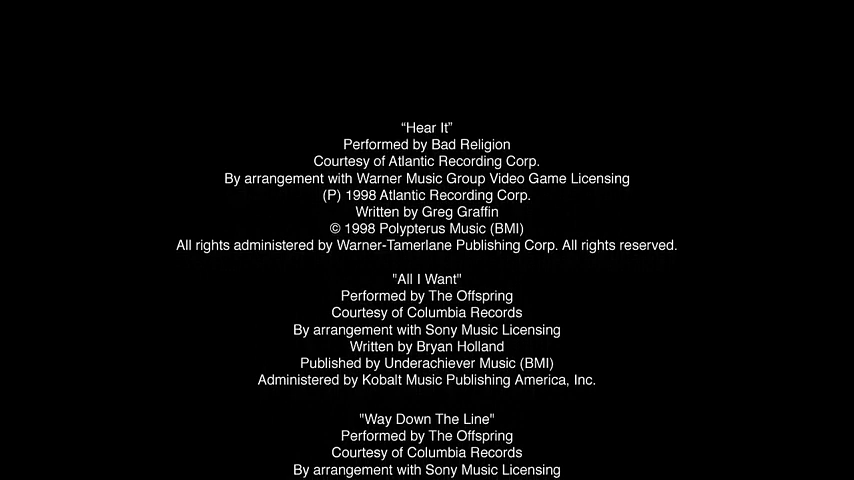 “Hear It”
Performed by Bad Religion
Courtesy of Atlantic Recording Corp.
By arrangement with Warner Music Group Video Game Licensing
(P) 1998 Atlantic Recording Corp.
Written by Greg Graffin
© 1998 Polypterus Music (BMI)
All rights administered by Warner-Tamerlane Publishing Corp. All rights reserved.
"All I Want"
Performed by The Offspring
Courtesy of Columbia Records
By arrangement with Sony Music Licensing
Written by Bryan Holland
Published by Underachiever Music (BMI)
Administered by Kobalt Music Publishing America, Inc.
"Way Down The Line"
Performed by The Offspring
Courtesy of Columbia Records
By arrangement with Sony Music Licensing